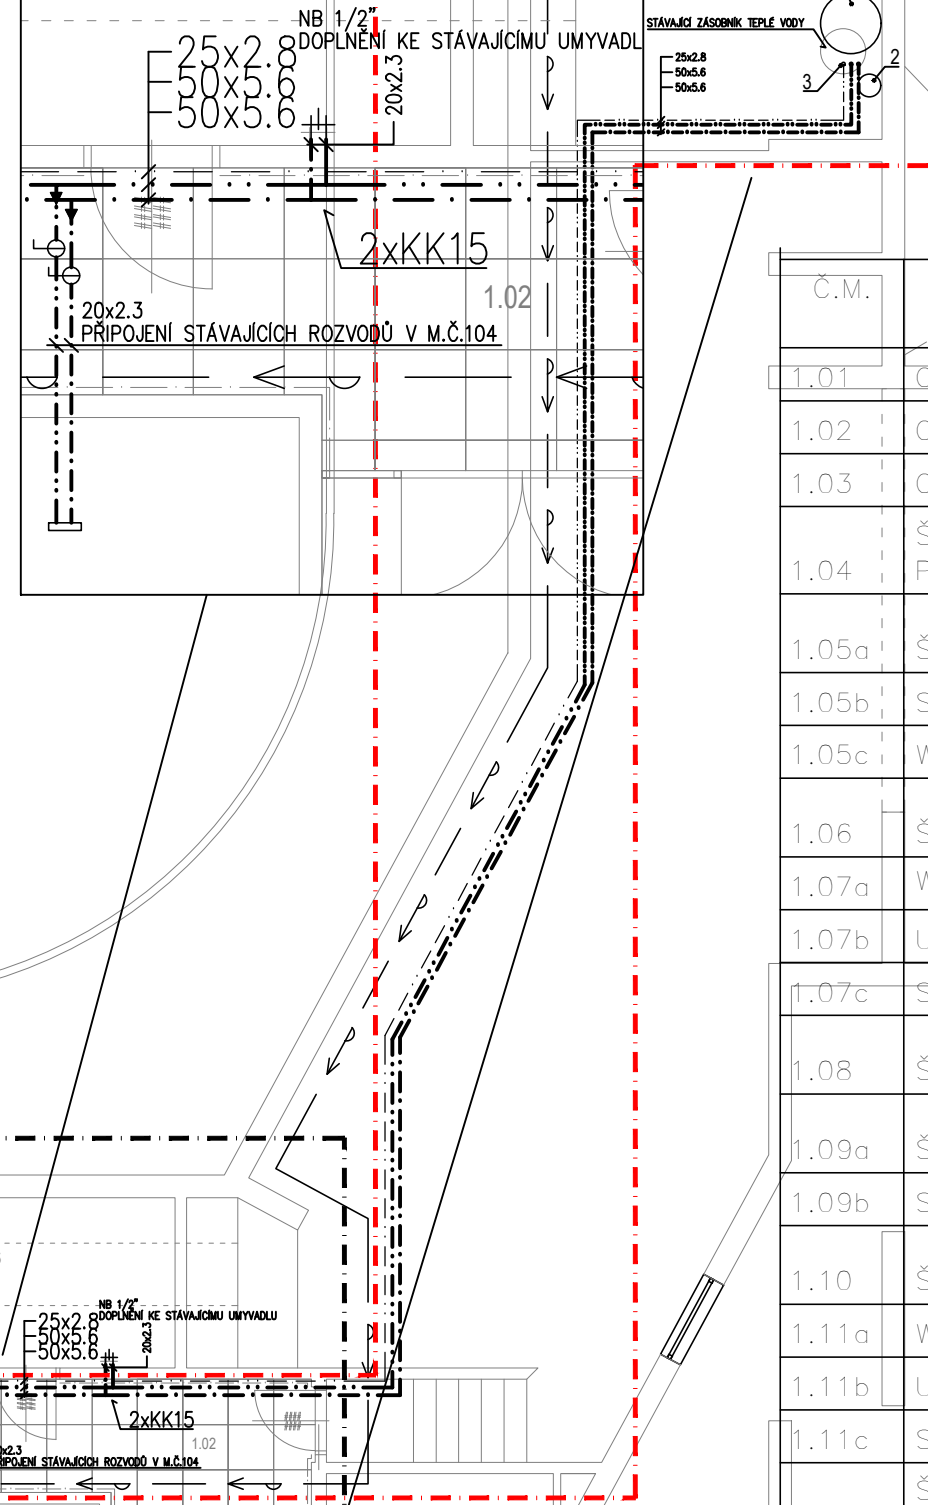 NB 1/2"
DOPLNĚNÍ KE STÁVAJÍCÍMU UMYVADL
25x2.8
50x5.6
50x5.6
20x2.3
STÁVAJÍCÍ ZÁSOBNÍK TEPLÉ VODY
25x2.8
50x5.6
50x5.6
3
2
2xKK15
1.02
20x2.3
PŘIPOJENÍ STÁVAJÍCÍCH ROZVODŮ V M.Č.104
Č.M.
1.01
1.02
1.03
1.04
1.05a
1.05b
1.05c
1.06
1.07a
1.07b
1.07c
1.08
1.09a
1.09b
1.10
1.11a
1.11b
1.11c
NB 1/2"
DOPLNĚNÍ KE STÁVAJÍCÍMU UMYVADLU
25x2.8
50x5.6
50x5.6
20x2.3
2xKK15
1.02
x2.3
IPOJENÍ STÁVAJÍCÍCH ROZVODŮ V M.Č.104